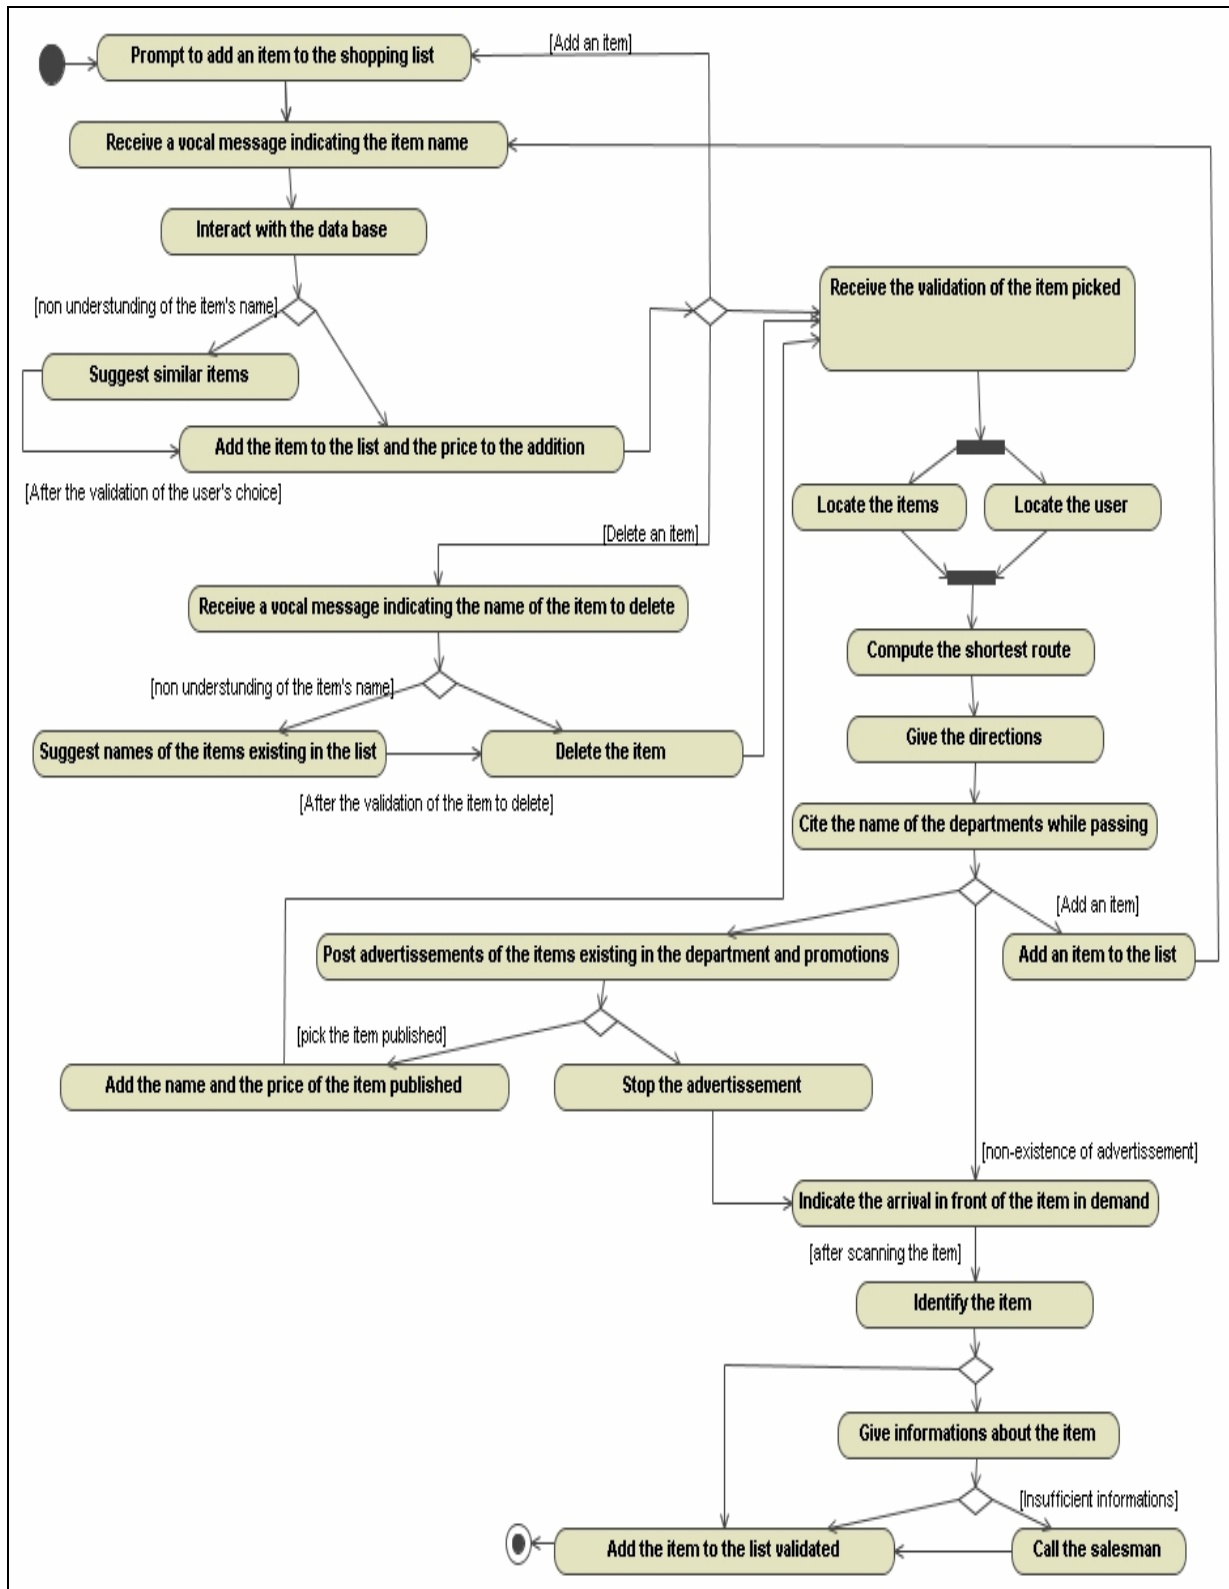 Prompt to add an item to the shopping list
[Add an item]
Receive a vocal message indicating the item name
Interact with the data base
[non understunding of the item's name]
Receive the validation of the item picked
Suggest similar items
Add the item to the list and the price to the addition
[After the validation of the user's choice]
Locate the items
Locate the user
[Delete an item]
Receive a vocal message indicating the name of the item to delete
Compute the shortest route
[non understunding of the item's name]
Suggest names of the items existing in the list
Delete the item
Give the directions
[After the validation of the item to delete]
Cite the name of the departments while passing
[Add an item]
Post advertissements of the items existing in the department and promotions
Add an item to the list
[pick the item published]
Add the name and the price of the item published
Stop the advertissement
[non-existence of advertissement]
Indicate the arrival in front of the item in demand
[after scanning the item]
Identify the item
Give informations about the item
[Insufficient informations]
Add the item to the list validated
Call the salesman